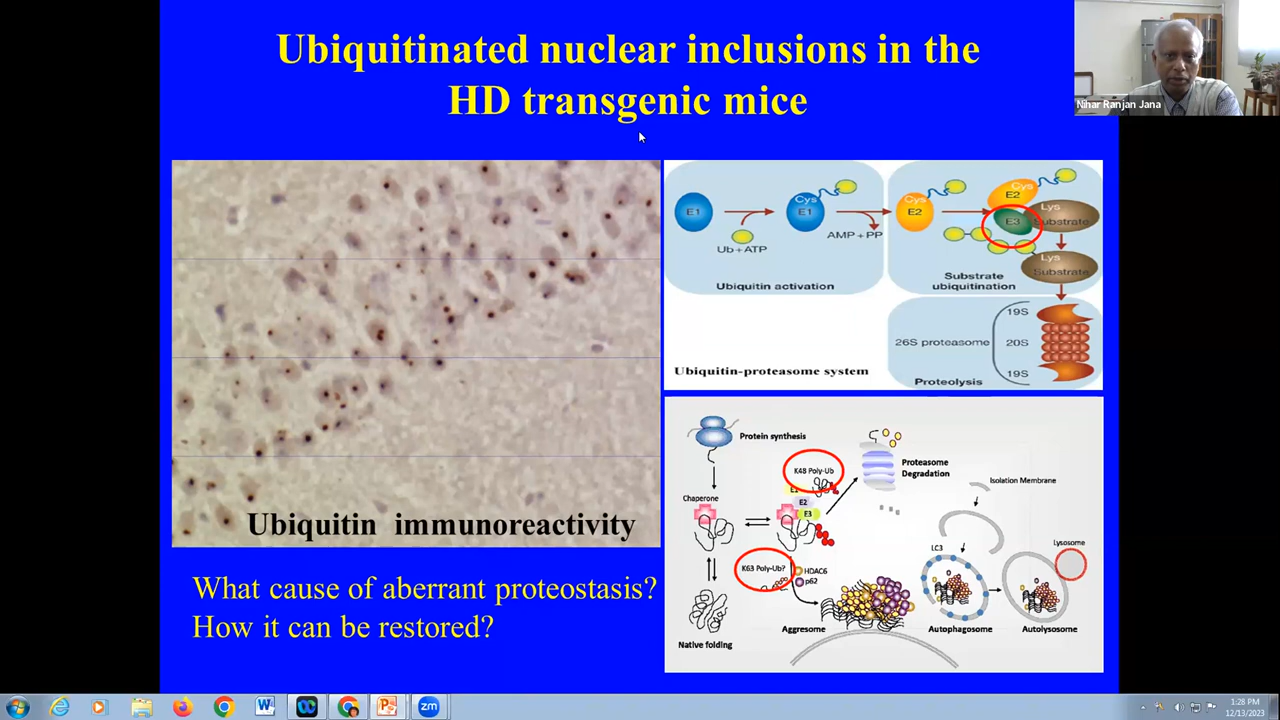 Ubiquitinated nuclear inclusions in the
HD transgenic mice
Nihar Ranjan Jana
Ubiquitin immunoreactivity
What cause of aberrant proteostasis?
How it can be restored?
E1
Cys
E1
Ub+ATP
AMP+PP
Ubiquitin activation
Cys
E2
Cys
E2
E3
Lys
Substrate
Lys
Substrate
Substrate
ubiquitination
26S proteasome
19S
20S
19S
Proteolysis
Ubiquitin-proteasome system
Protein synthesis
Chaperone
K48 Poly-Ub
E2
E3
Proteasome
Degradation
K63 Poly-Ub?
HDAC6
p62
Native folding
Aggresome
Isolation Membrane
LC3
Lysosome
Autophagosome
Autolysosome
W
P
zm
1:28 PM
12/13/2023